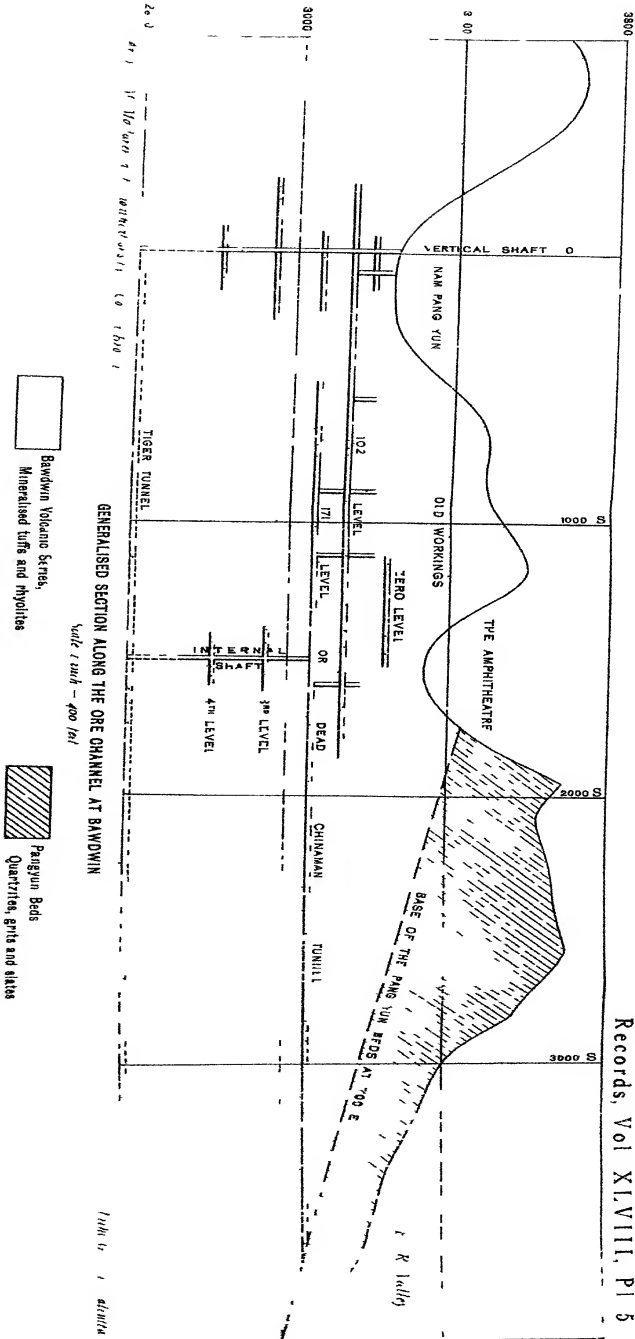 Records, Vol XLVIII, Pl 5
3800
3000
VERTICAL SHAFT 0
1000 S
2000 S
3000 S
NAM PANG YUN
OLD WORKINGS
THE AMPHITHEATRE
ZERO LEVEL
102 LEVEL
171 LEVEL OR DEAD CHINAMAN TUNNEL
INTERNAL SHAFT
3RD LEVEL
4TH LEVEL
BASE OF THE PANG YUN BEDS AT 700 E
TIGER TUNNEL
GENERALISED SECTION ALONG THE ORE CHANNEL AT BAWDWIN
Scale 1 inch = 400 feet
Bawdwin Volcanic Series,
Mineralised tuffs and rhyolites
Pangyun Beds
Quartzites, grits and slates